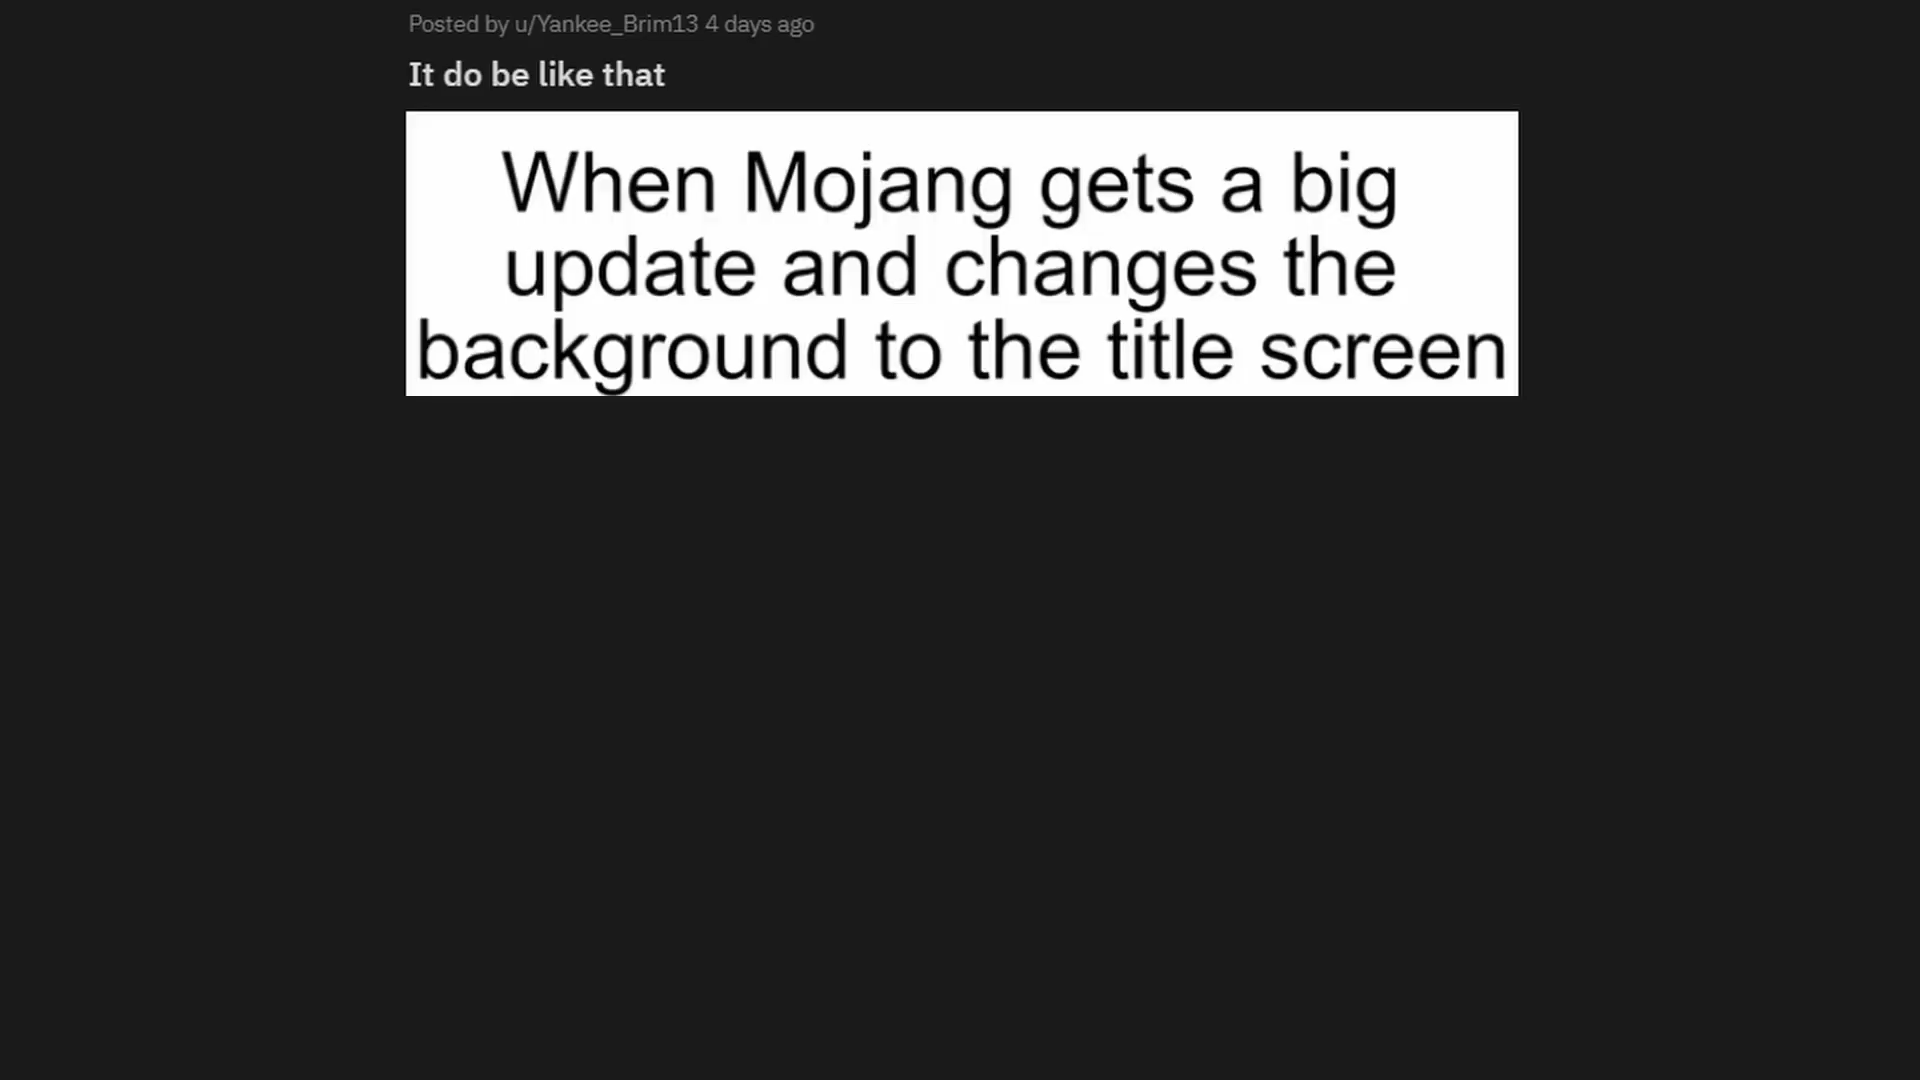 Posted by u/Yankee_Brim13 4 days ago
It do be like that
When Mojang gets a big
update and changes the
background to the title screen